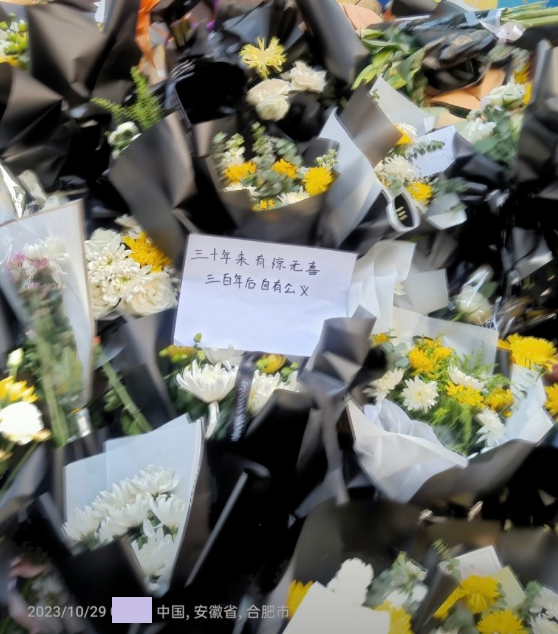 三十年来有惊无喜
三百年后自有公义
2023/10/29 中国, 安徽省, 合肥市